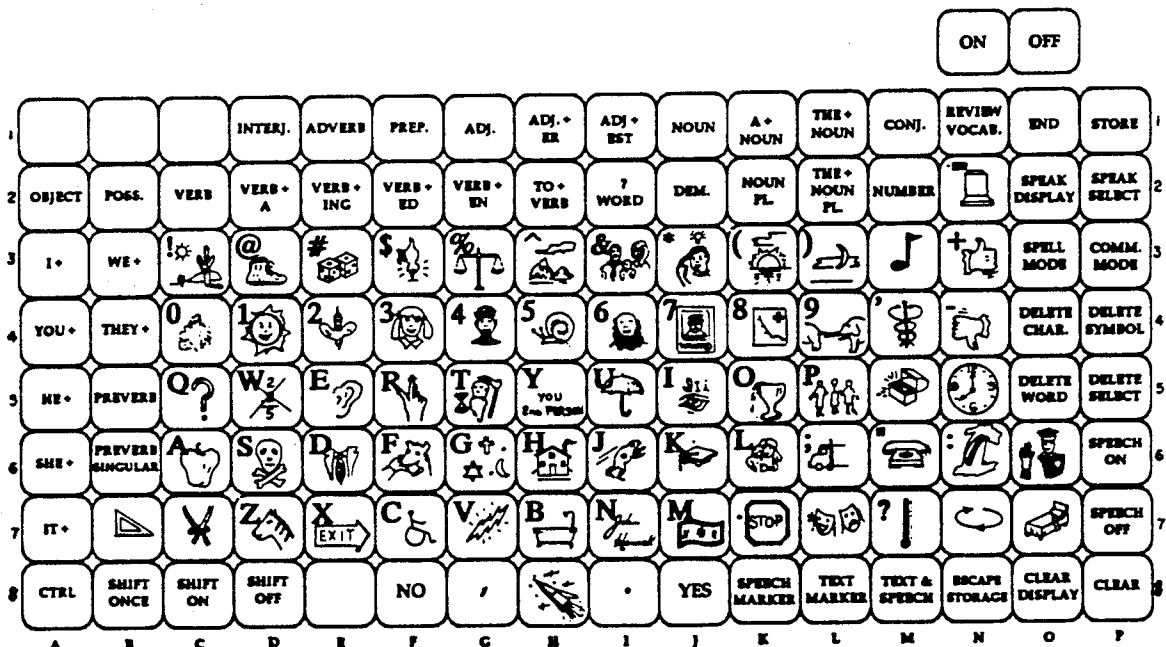 ON OFF
1 INTERJ. ADVERB PREP. ADJ. ADJ. + ER ADJ + EST NOUN A + NOUN THE + NOUN CONJ. REVIEW VOCAB. END STORE 1
2 OBJECT POSS. VERB VERB + A VERB + ING VERB + ED VERB + EN TO + VERB ? WORD DEM. NOUN PL. THE + NOUN PL. NUMBER SPEAK DISPLAY SPEAK SELECT 2
3 I + WE + ! @ # $ % ^ & * ( ) + SPELL MODE COMM. MODE 3
4 YOU + THEY + 0 1 2 3 4 5 6 7 8 + 9 ' - DELETE CHAR. DELETE SYMBOL 4
5 HE + PREVERB Q ? W 2 5 E R T Y YOU 2nd PERSON U I O P DELETE WORD DELETE SELECT 5
6 SHE + PREVERB SINGULAR A S D F G H J K L ; " : SPEECH ON 6
7 IT + Z X EXIT C V B N John M STOP ? SPEECH OFF 7
8 CTRL SHIFT ONCE SHIFT ON SHIFT OFF NO , . YES SPEECH MARKER TEXT MARKER TEXT & SPEECH ESCAPE STORAGE CLEAR DISPLAY CLEAR 8
A B C D E F G H I J K L M N O P